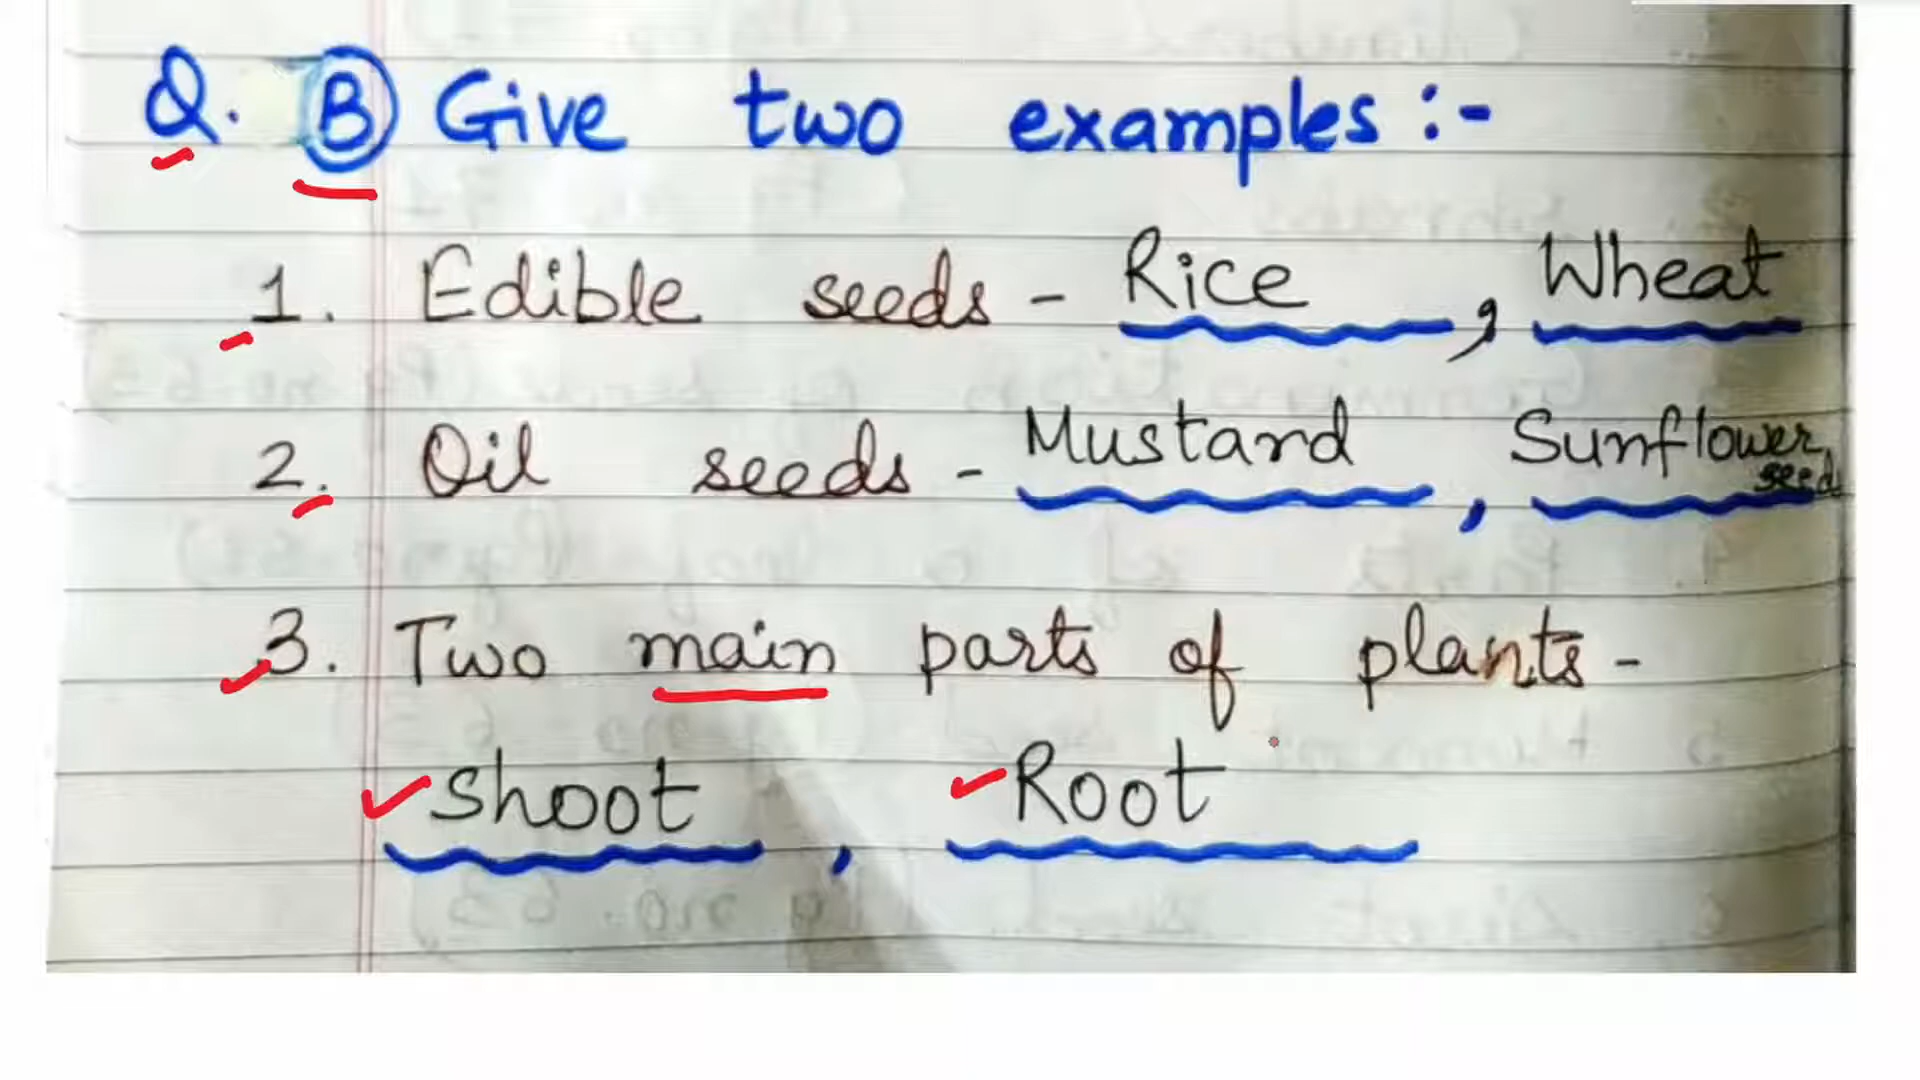 Q. B Give two examples :-
1. Edible seeds - Rice, Wheat
2. Oil seeds - Mustard, Sunflower seed
3. Two main parts of plants -
Shoot, Root